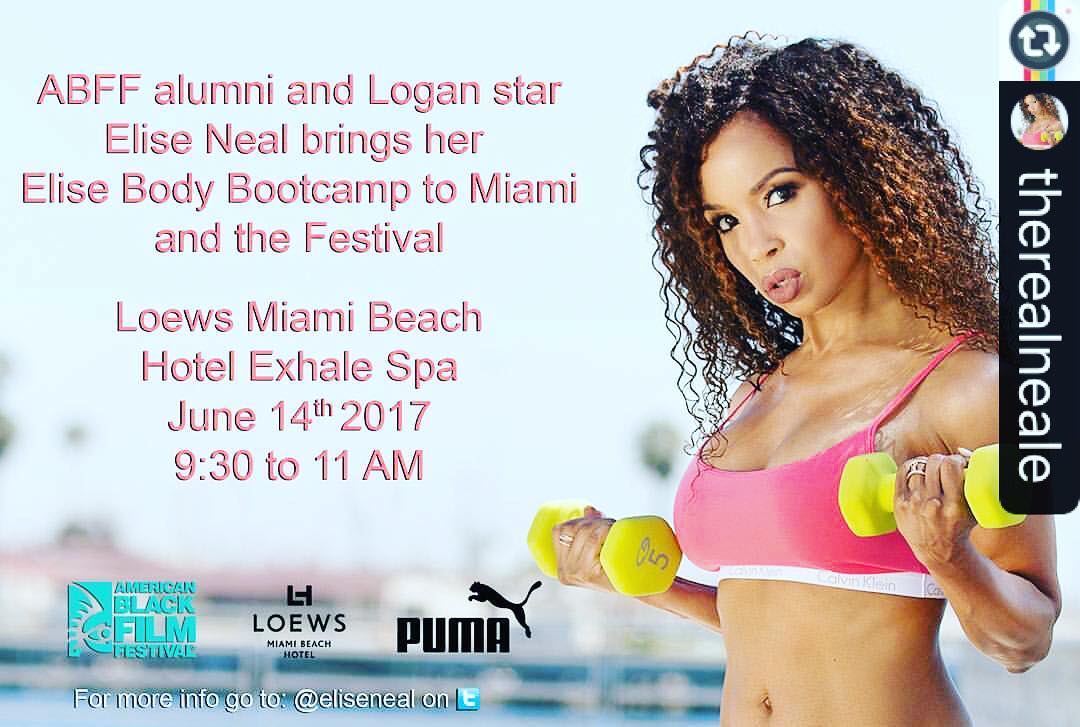 ABFF alumni and Logan star
Elise Neal brings her
Elise Body Bootcamp to Miami
and the Festival
Loews Miami Beach
Hotel Exhale Spa
June 14th 2017
9:30 to 11 AM
AMERICAN
BLACK
FILM
FESTIVAL
LH
LOEWS
MIAMI BEACH
HOTEL
PUMA
For more info go to: @eliseneal on t
therealneale
05
Calvin Klein
Calvin Klein